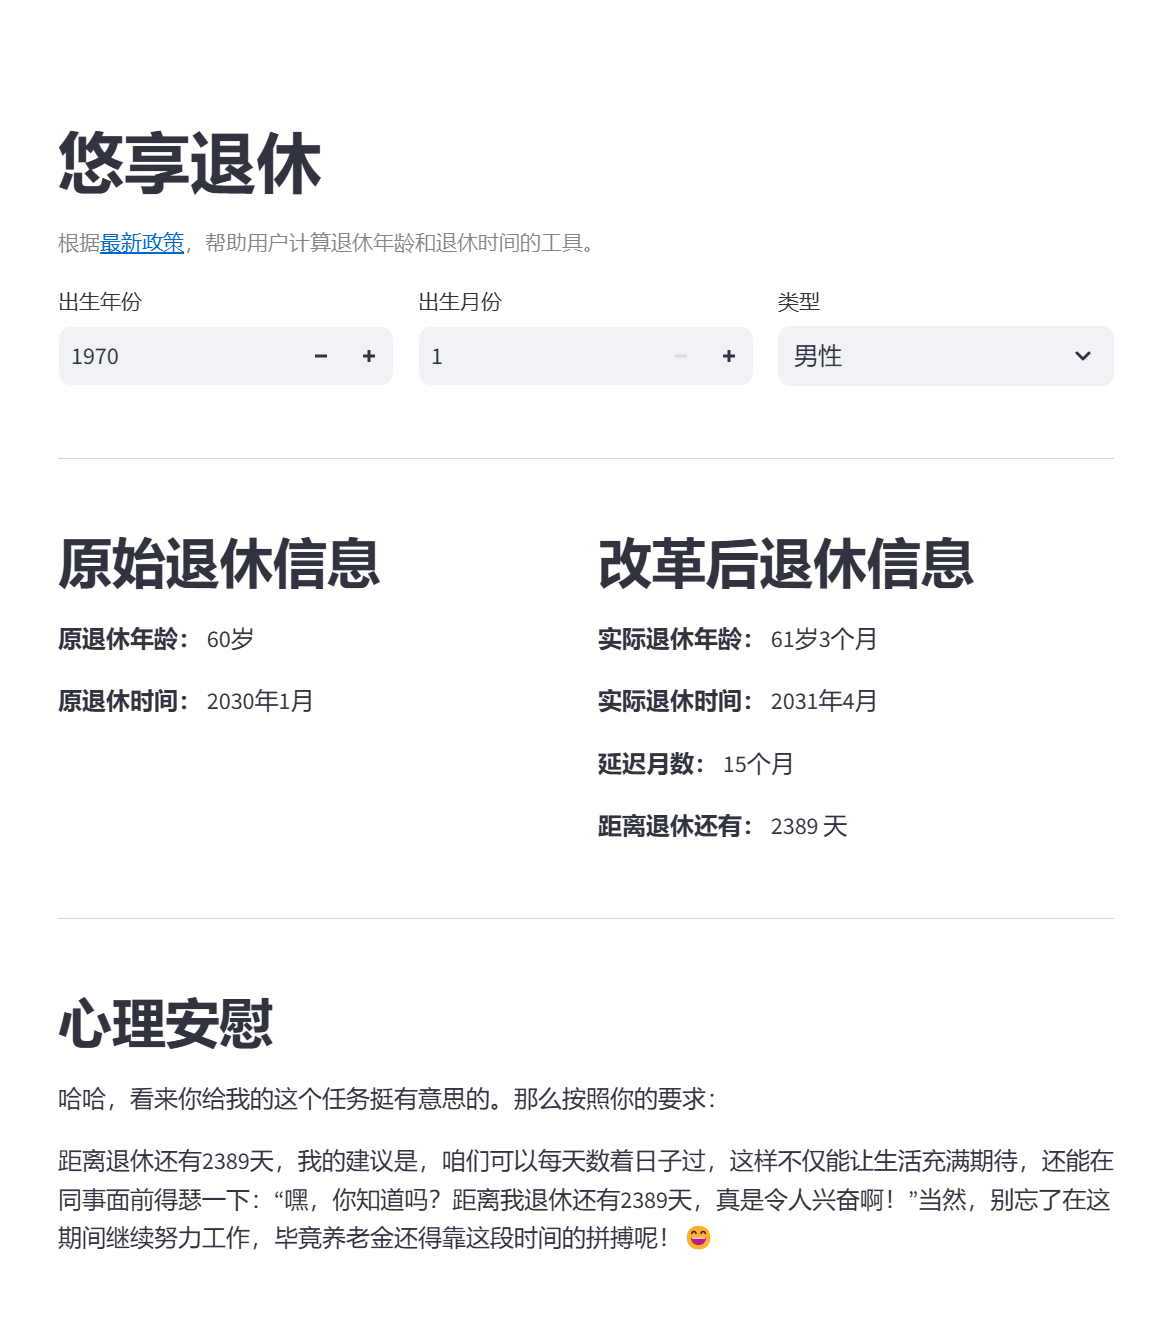 悠享退休
根据最新政策，帮助用户计算退休年龄和退休时间的工具。
出生年份
1970
出生月份
1
类型
男性
原始退休信息
原退休年龄： 60岁
原退休时间： 2030年1月
改革后退休信息
实际退休年龄： 61岁3个月
实际退休时间： 2031年4月
延迟月数： 15个月
距离退休还有： 2389 天
心理安慰
哈哈，看来你给我的这个任务挺有意思的。那么按照你的要求：
距离退休还有2389天，我的建议是，咱们可以每天数着日子过，这样不仅能让生活充满期待，还能在
同事面前得瑟一下：“嘿，你知道吗？距离我退休还有2389天，真是令人兴奋啊！”当然，别忘了在这
期间继续努力工作，毕竟养老金还得靠这段时间的拼搏呢！😄